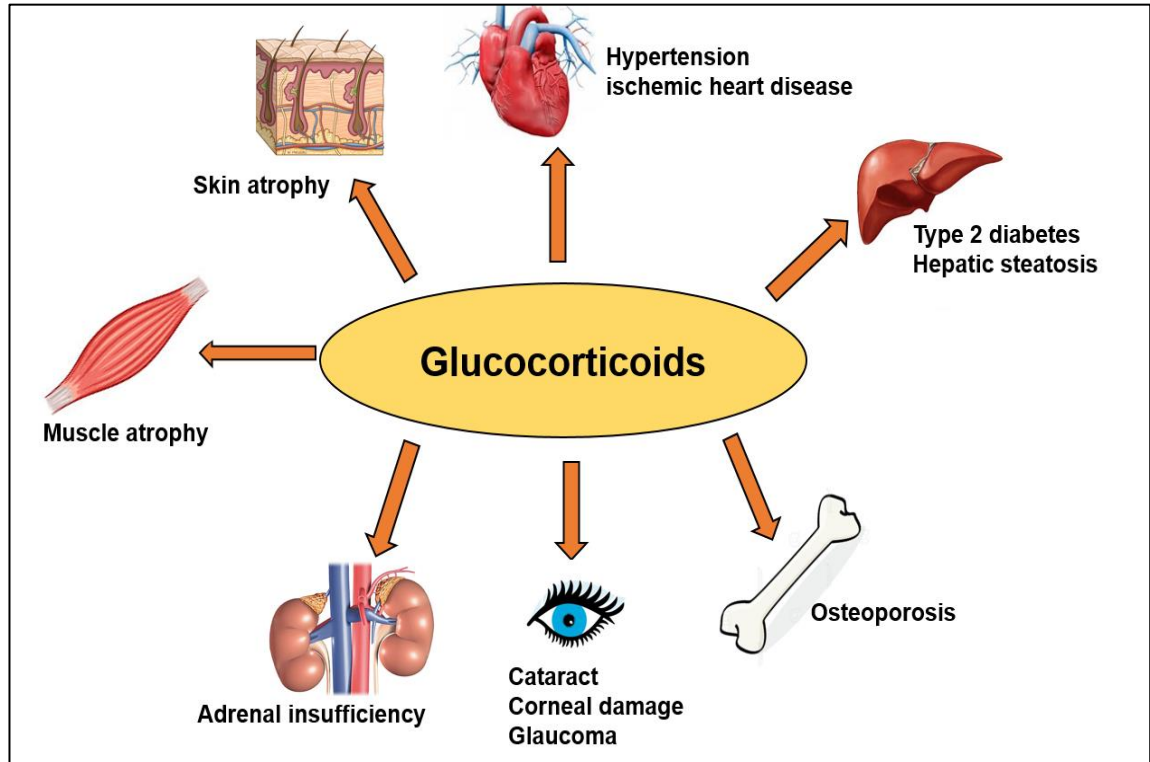 Hypertension
ischemic heart disease
Skin atrophy
Type 2 diabetes
Hepatic steatosis
Glucocorticoids
Muscle atrophy
Osteoporosis
Adrenal insufficiency
Cataract
Corneal damage
Glaucoma